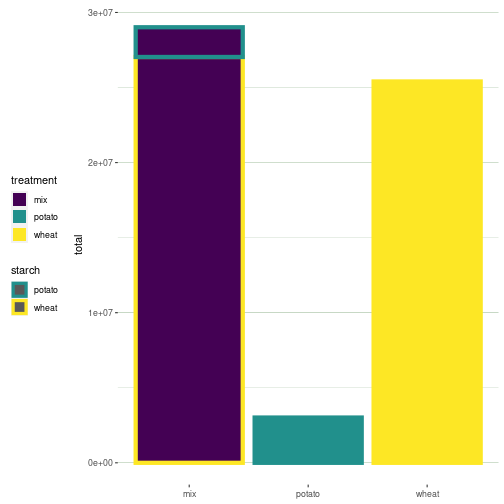 treatment
mix
potato
wheat
starch
potato
wheat
total
3e+07
2e+07
1e+07
0e+00
mix potato wheat